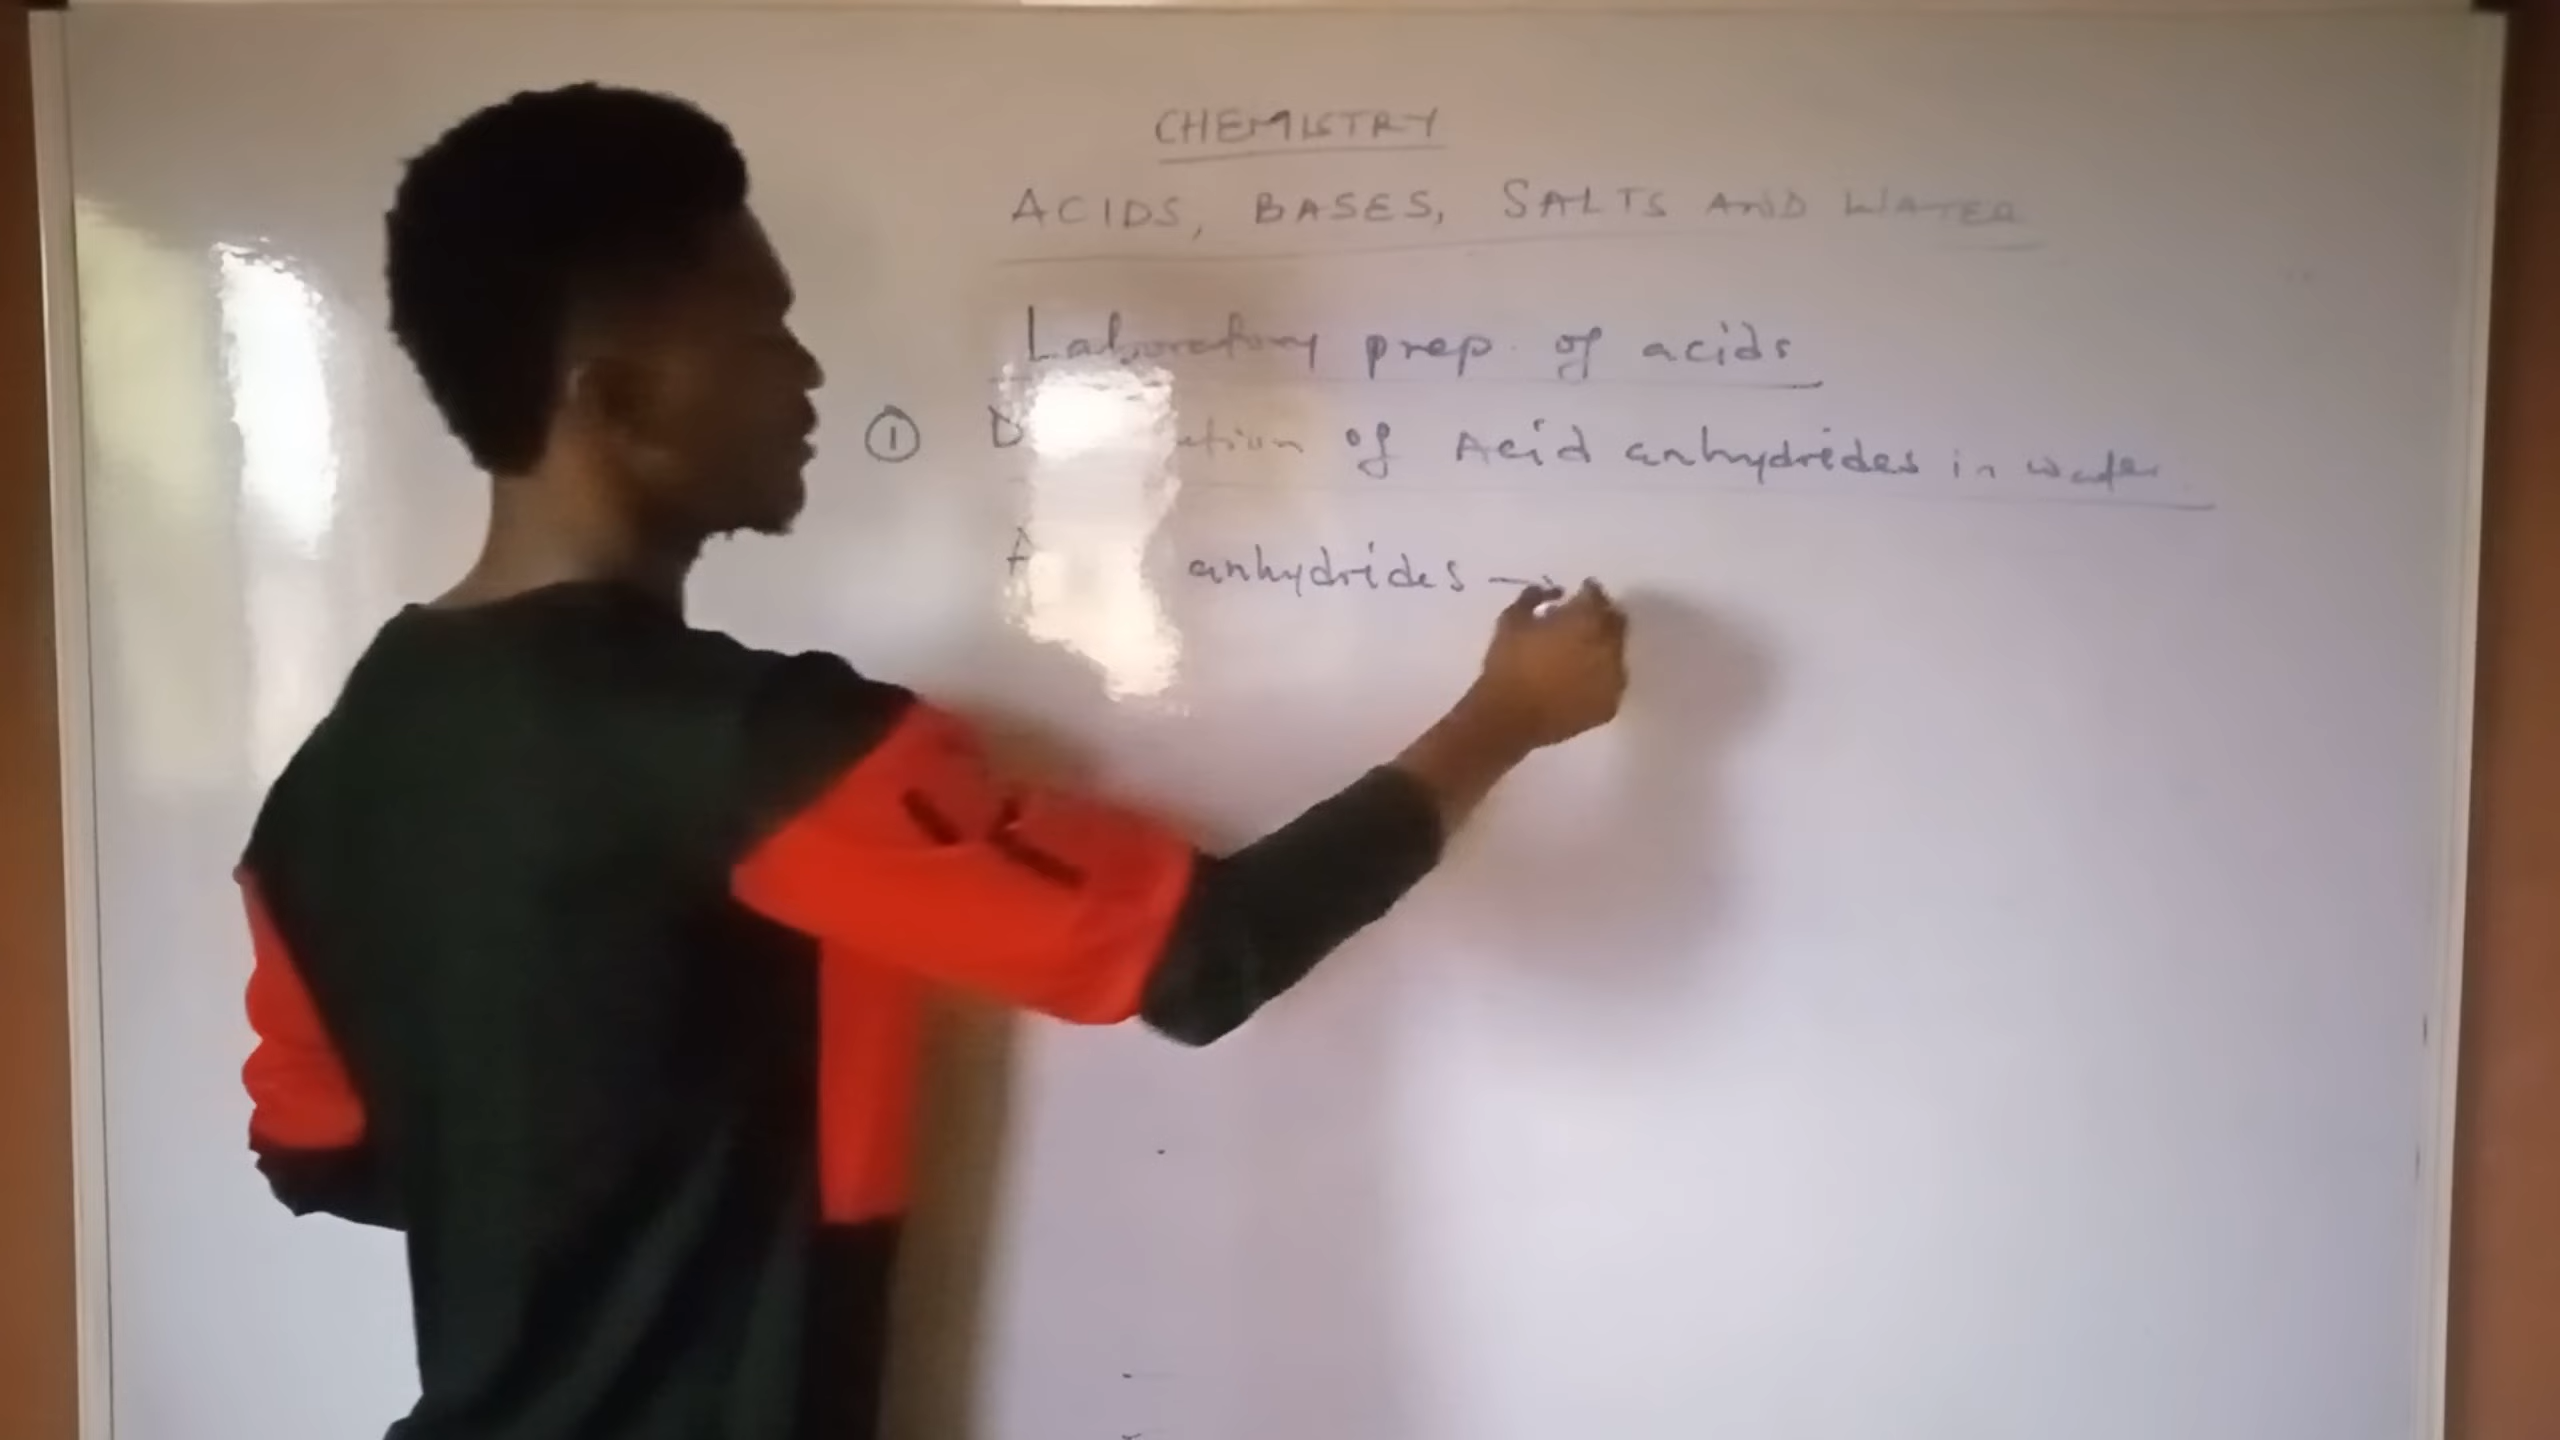 CHEMISTRY
ACIDS, BASES, SALTS AND WATER
Laboratory prep. of acids
① of Acid anhydrides in water
anhydrides →